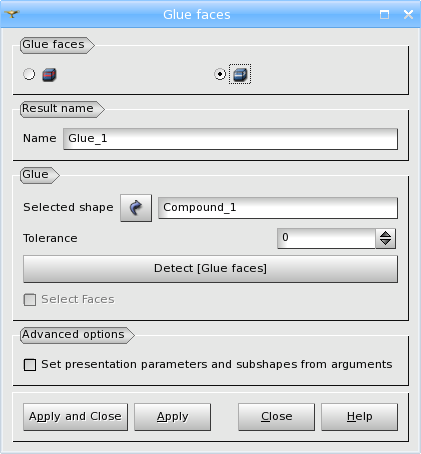 Glue faces
Glue faces
Result name
Name Glue_1
Glue
Selected shape Compound_1
Tolerance 0
Detect [Glue faces]
Select Faces
Advanced options
Set presentation parameters and subshapes from arguments
Apply and Close Apply Close Help